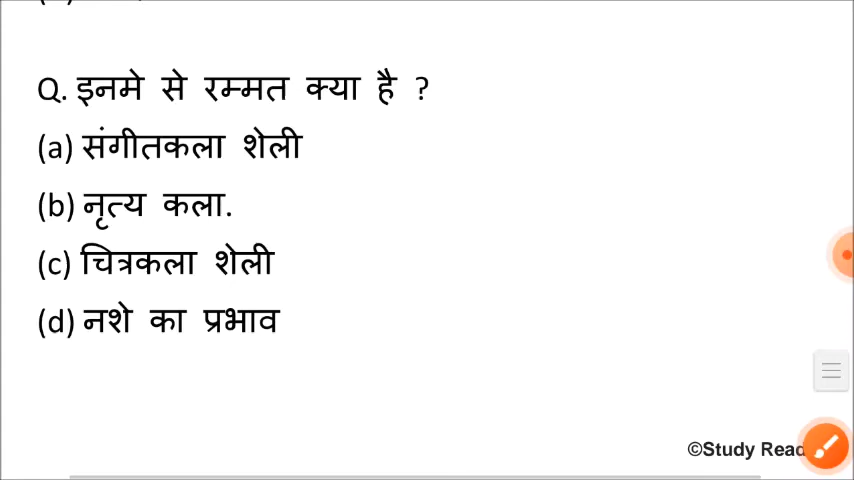 Q. इनमे से रम्मत क्या है ?
(a) संगीतकला शेली
(b) नृत्य कला.
(c) चित्रकला शेली
(d) नशे का प्रभाव
©Study Read